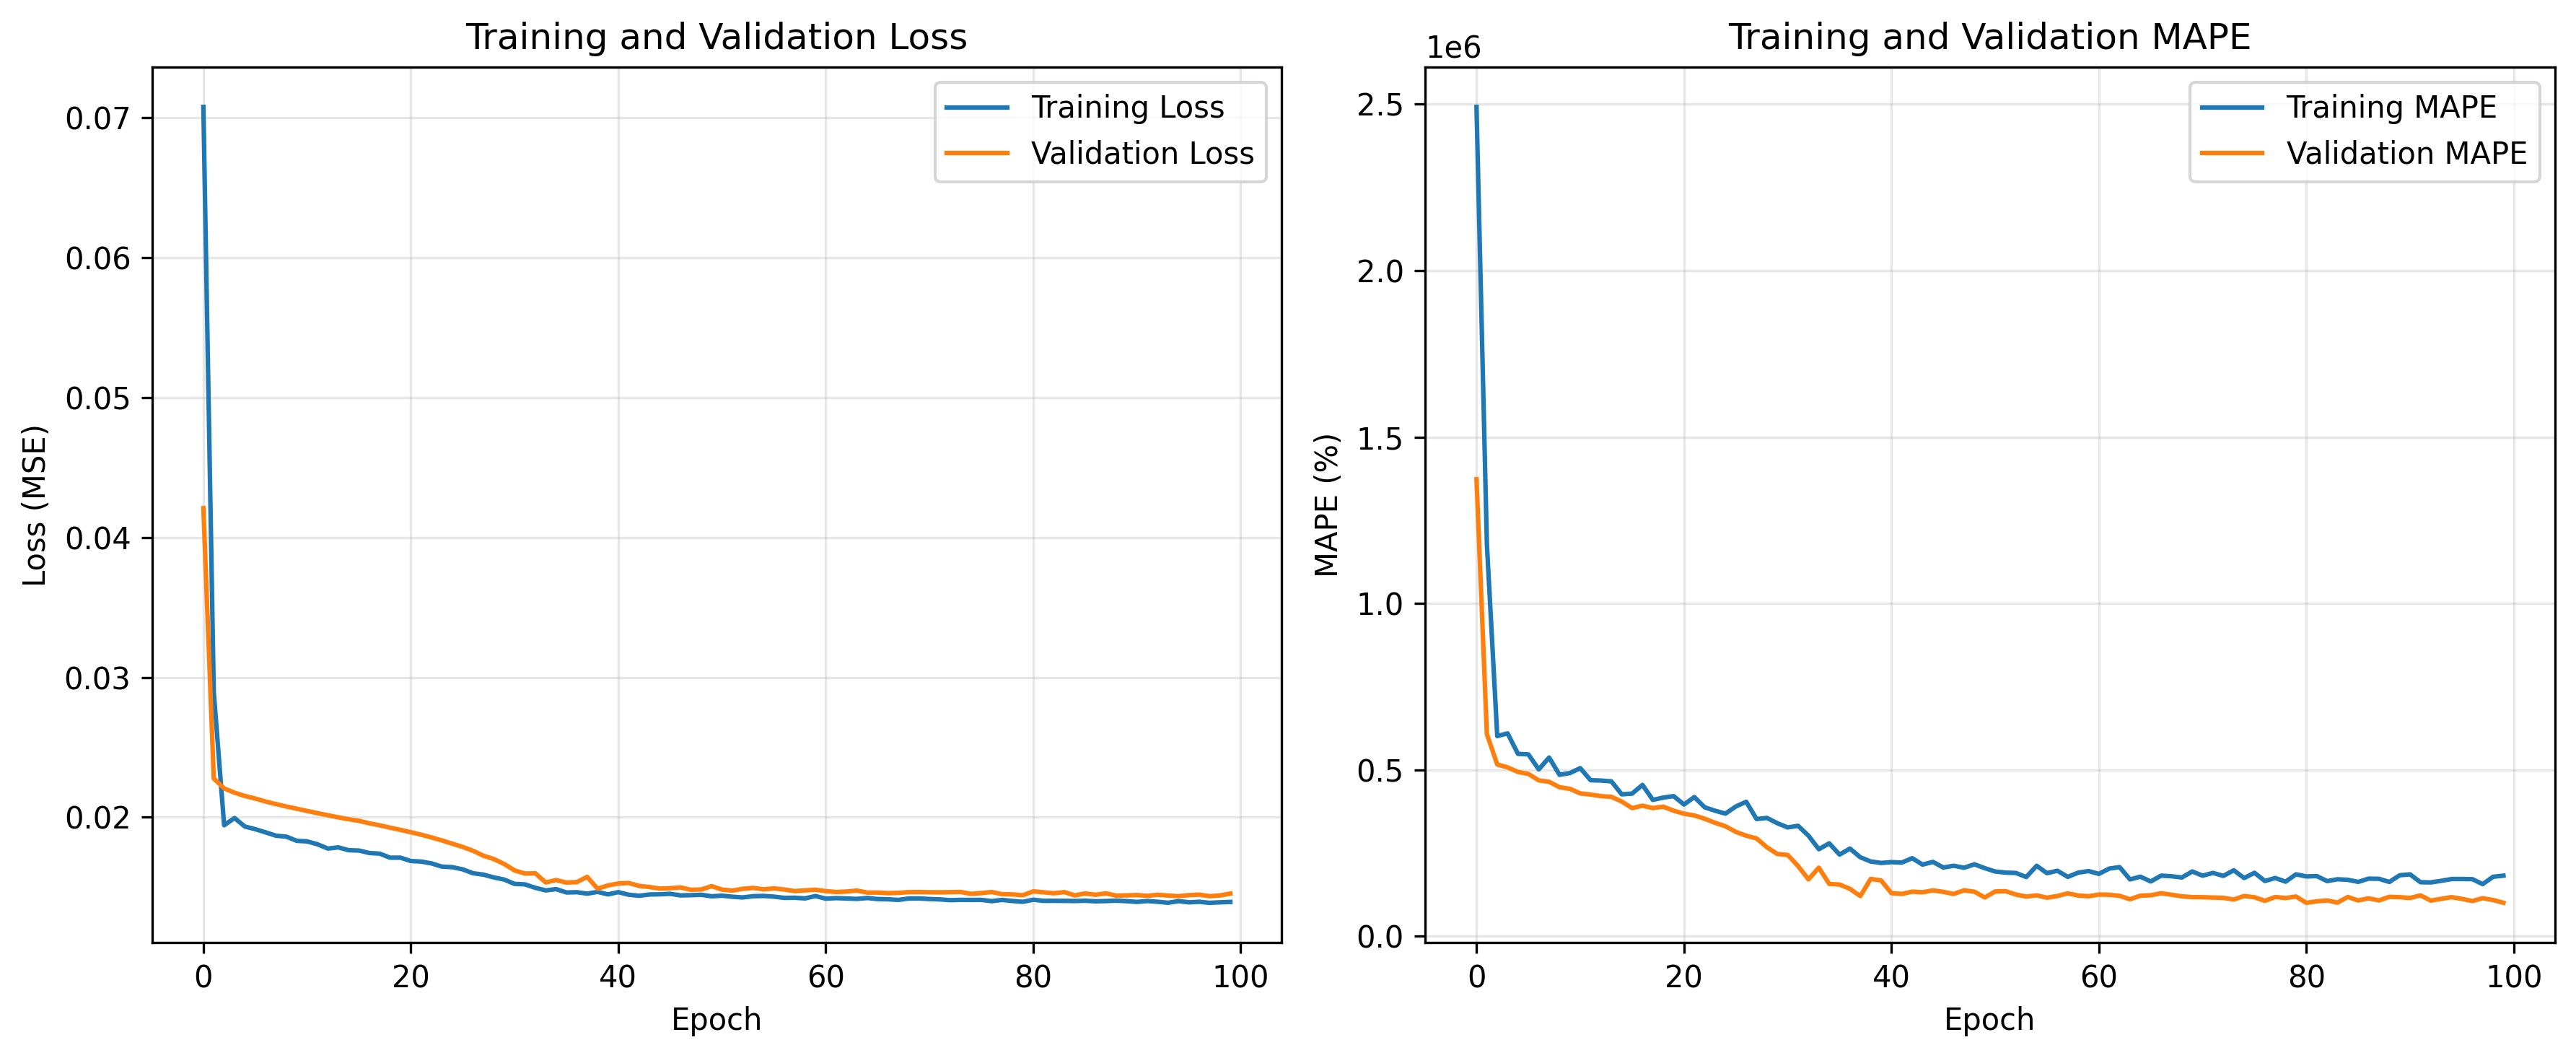 Training and Validation Loss
Training Loss
Validation Loss
0.07
0.06
0.05
0.04
0.03
0.02
Loss (MSE)
0 20 40 60 80 100
Epoch
Training and Validation MAPE
1e6
Training MAPE
Validation MAPE
2.5
2.0
1.5
1.0
0.5
0.0
MAPE (%)
0 20 40 60 80 100
Epoch